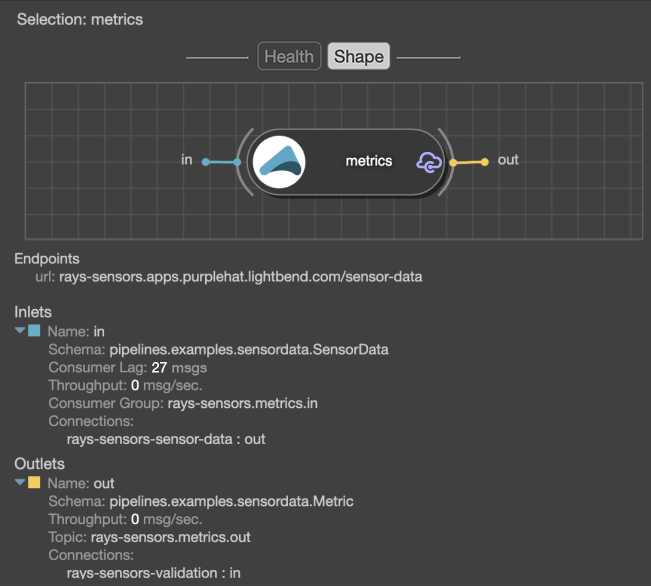 Selection: metrics
Health Shape
in metrics out
Endpoints
url: rays-sensors.apps.purplehat.lightbend.com/sensor-data
Inlets
Name: in
Schema: pipelines.examples.sensordata.SensorData
Consumer Lag: 27 msgs
Throughput: 0 msg/sec.
Consumer Group: rays-sensors.metrics.in
Connections:
rays-sensors-sensor-data : out
Outlets
Name: out
Schema: pipelines.examples.sensordata.Metric
Throughput: 0 msg/sec.
Topic: rays-sensors.metrics.out
Connections:
rays-sensors-validation : in